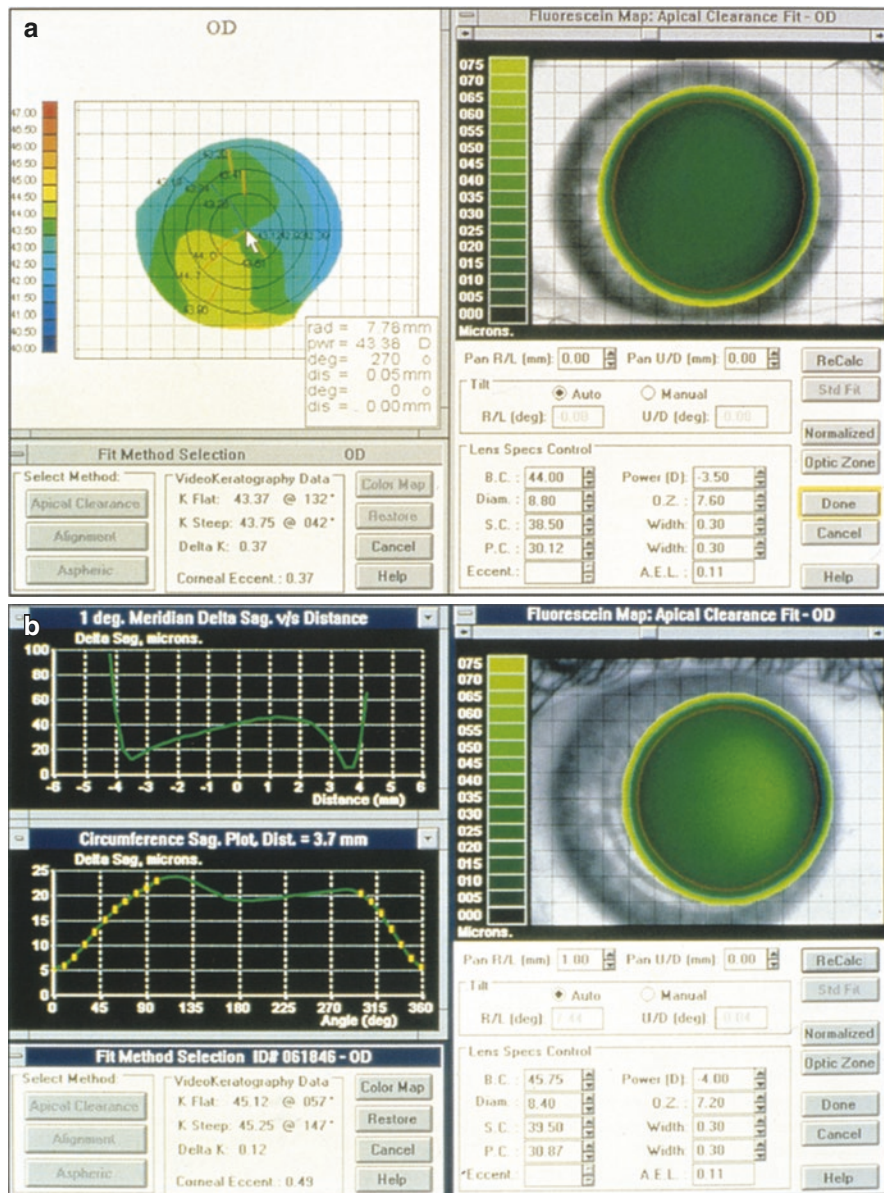 a
OD
47.00
46.50
46.00
45.50
45.00
44.50
44.00
43.50
43.00
42.50
42.00
41.50
41.00
40.50
40.00
rad = 7.78mm
pwr = 43.38 D
deg= 270 o
dis = 0.05mm
deg= 0 o
dis = 0.00mm
Fit Method Selection OD
Select Method:
Apical Clearance
Alignment
Aspheric
VideoKeratography Data
K Flat: 43.37 @ 132°
K Steep: 43.75 @ 042°
Delta K: 0.37
Corneal Eccent.: 0.37
Color Map
Restore
Cancel
Help
Fluorescein Map: Apical Clearance Fit - OD
075
070
065
060
055
050
045
040
035
030
025
020
015
010
005
000
Microns.
Pan R/L (mm): 0.00 Pan U/D (mm): 0.00
Tilt
Auto Manual
R/L (deg): 0.00 U/D (deg): 0.00
Lens Specs Control
B.C. : 44.00 Power (D) -3.50
Diam.: 8.80 O.Z. : 7.60
S.C. : 38.50 Width: 0.30
P.C. : 30.12 Width: 0.30
Eccent.: A.E.L. : 0.11
ReCalc
Std Fit
Normalized
Optic Zone
Done
Cancel
Help
b
1 deg. Meridian Delta Sag. v/s Distance
Delta Sag, microns.
100
80
60
40
20
0
-6 -5 -4 -3 -2 -1 0 1 2 3 4 5 6
Distance (mm)
Circumference Sag. Plot, Dist. = 3.7 mm
Delta Sag, microns.
25
20
15
10
5
0
0 45 90 135 180 225 270 315 360
Angle (deg)
Fit Method Selection ID# 061846 - OD
Select Method:
Apical Clearance
Alignment
Aspheric
VideoKeratography Data
K Flat: 45.12 @ 057°
K Steep: 45.25 @ 147°
Delta K: 0.12
Corneal Eccent.: 0.49
Color Map
Restore
Cancel
Help
Fluorescein Map: Apical Clearance Fit - OD
075
070
065
060
055
050
045
040
035
030
025
020
015
010
005
000
Microns.
Pan R/L (mm) 1.00 Pan U/D (mm): 0.00
Tilt
Auto Manual
R/L (deg): U/D (deg):
Lens Specs Control
B.C. : 45.75 Power (D): -4.00
Diam.: 8.40 O.Z. : 7.20
S.C. : 39.50 Width: 0.30
P.C. : 30.87 Width: 0.30
Eccent. A.E.L. : 0.11
ReCalc
Std Fit
Normalized
Optic Zone
Done
Cancel
Help